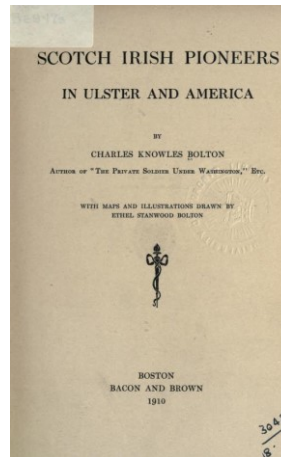 SCOTCH IRISH PIONEERS
IN ULSTER AND AMERICA
BY
CHARLES KNOWLES BOLTON
AUTHOR OF "THE PRIVATE SOLDIER UNDER WASHINGTON," ETC.
WITH MAPS AND ILLUSTRATIONS DRAWN BY
ETHEL STANWOOD BOLTON
BOSTON
BACON AND BROWN
1910